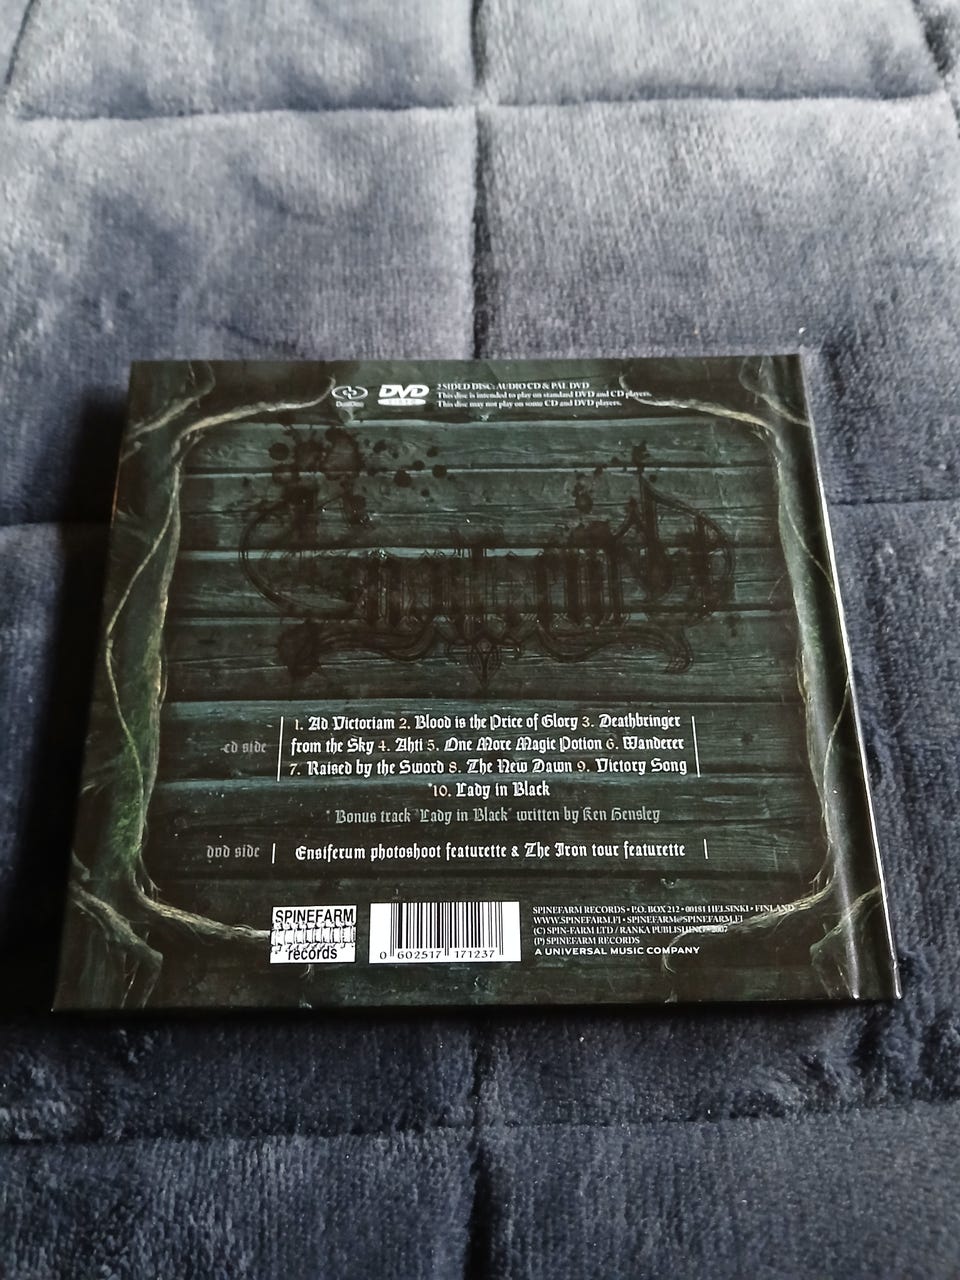 DualDisc
DVD
VIDEO
2 SIDED DISC: AUDIO CD & PAL DVD
This disc is intended to play on standard DVD and CD players.
This disc may not play on some CD and DVD players.
Ensiferum
cd side
1. Ad Victoriam 2. Blood is the Price of Glory 3. Deathbringer
from the Sky 4. Ahti 5. One More Magic Potion 6. Wanderer
7. Raised by the Sword 8. The New Dawn 9. Victory Song
*10. Lady in Black
* Bonus track "Lady in Black" written by Ken Hensley
dvd side
Ensiferum photoshoot featurette & The Iron tour featurette
SPINEFARM
records
0 602517 171237
SPINEFARM RECORDS • P.O. BOX 212 • 00181 HELSINKI • FINLAND
WWW.SPINEFARM.FI • SPINEFARM@SPINEFARM.FI
(C) SPIN-FARM LTD / RANKA PUBLISHING • 2007
(P) SPINEFARM RECORDS
A UNIVERSAL MUSIC COMPANY